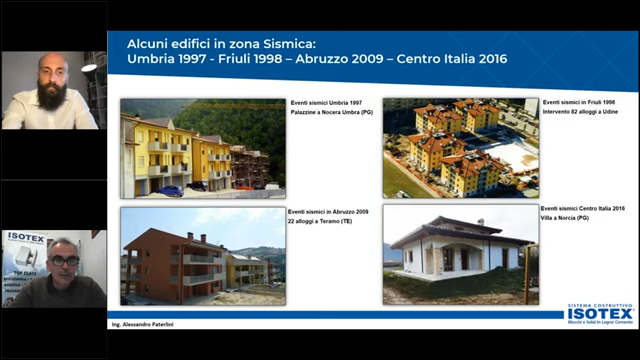 Alcuni edifici in zona Sismica:
Umbria 1997 - Friuli 1998 – Abruzzo 2009 – Centro Italia 2016
Eventi sismici Umbria 1997
Palazzine a Nocera Umbra (PG)
Eventi sismici in Friuli 1998
Intervento 82 alloggi a Udine
Eventi sismici in Abruzzo 2009
22 alloggi a Teramo (TE)
Eventi sismici Centro Italia 2016
Villa a Norcia (PG)
ISOTEX
TOP CLASS
SISTEMA COSTRUTTIVO
ISOTEX®
Blocchi e Solai in Legno Cemento
Ing. Alessandro Paterlini